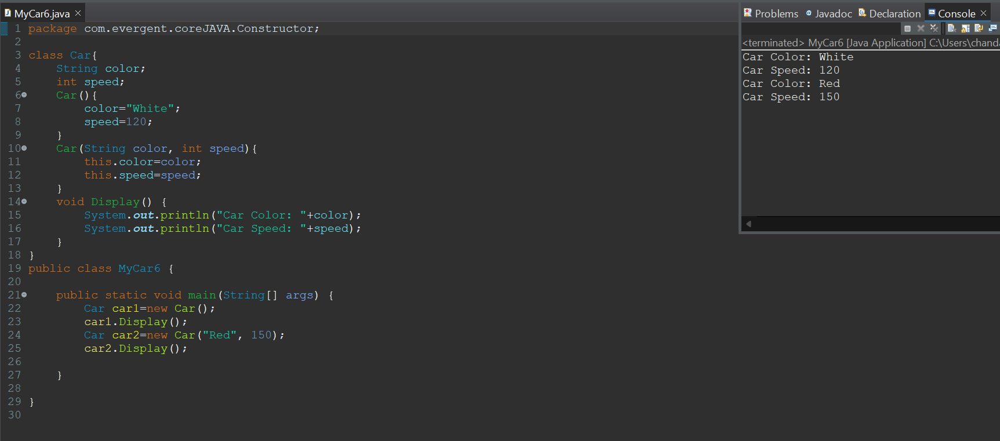 MyCar6.java
1 package com.evergent.coreJAVA.Constructor;
2
3 class Car{
4     String color;
5     int speed;
6     Car(){
7         color="White";
8         speed=120;
9     }
10     Car(String color, int speed){
11         this.color=color;
12         this.speed=speed;
13     }
14     void Display() {
15         System.out.println("Car Color: "+color);
16         System.out.println("Car Speed: "+speed);
17     }
18 }
19 public class MyCar6 {
20
21     public static void main(String[] args) {
22         Car car1=new Car();
23         car1.Display();
24         Car car2=new Car("Red", 150);
25         car2.Display();
26
27     }
28
29 }
30
Problems @ Javadoc Declaration Console
<terminated> MyCar6 [Java Application] C:\Users\chanda
Car Color: White
Car Speed: 120
Car Color: Red
Car Speed: 150